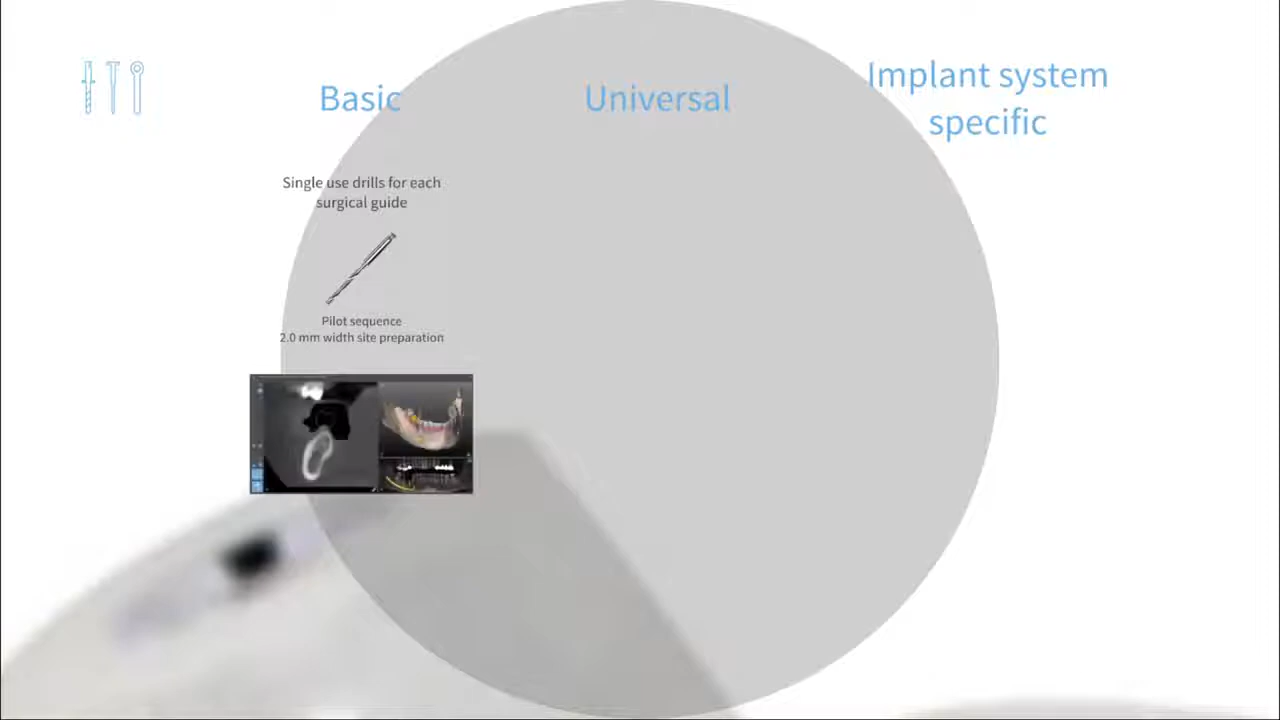 Basic
Universal
Implant system
specific
Single use drills for each
surgical guide
Pilot sequence
2.0 mm width site preparation